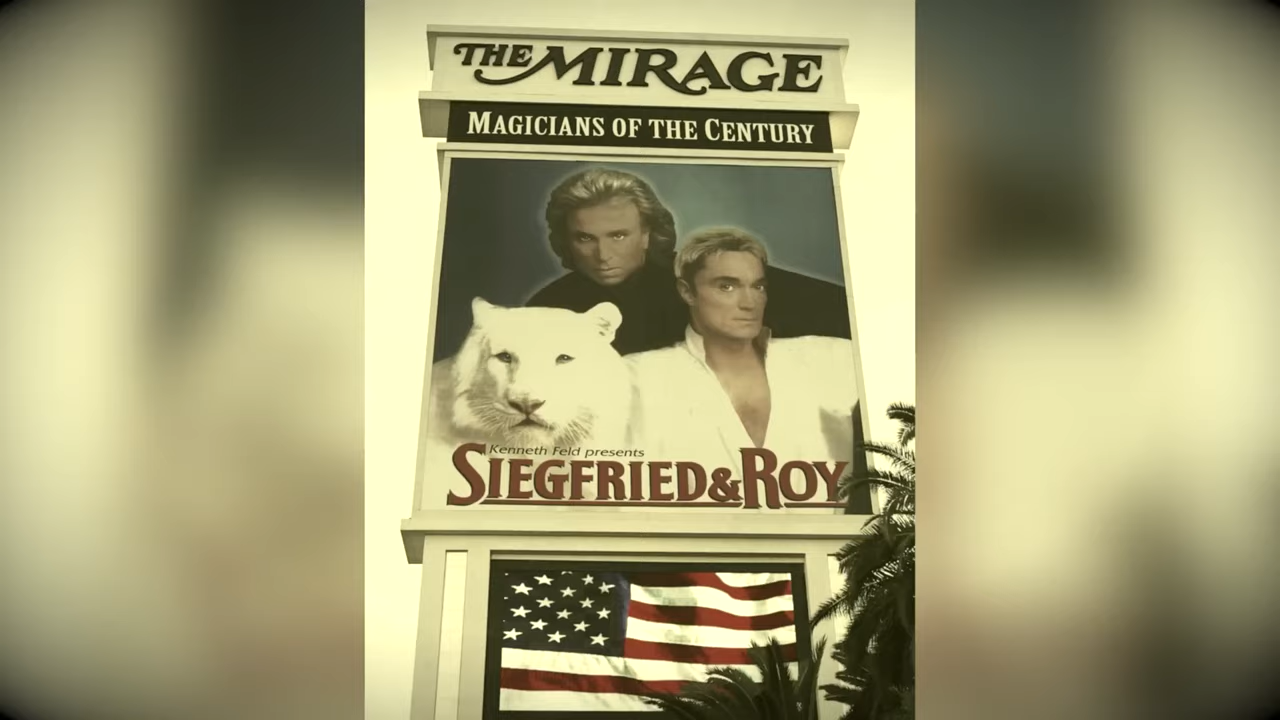 THE MIRAGE
MAGICIANS OF THE CENTURY
Kenneth Feld presents
SIEGFRIED & ROY